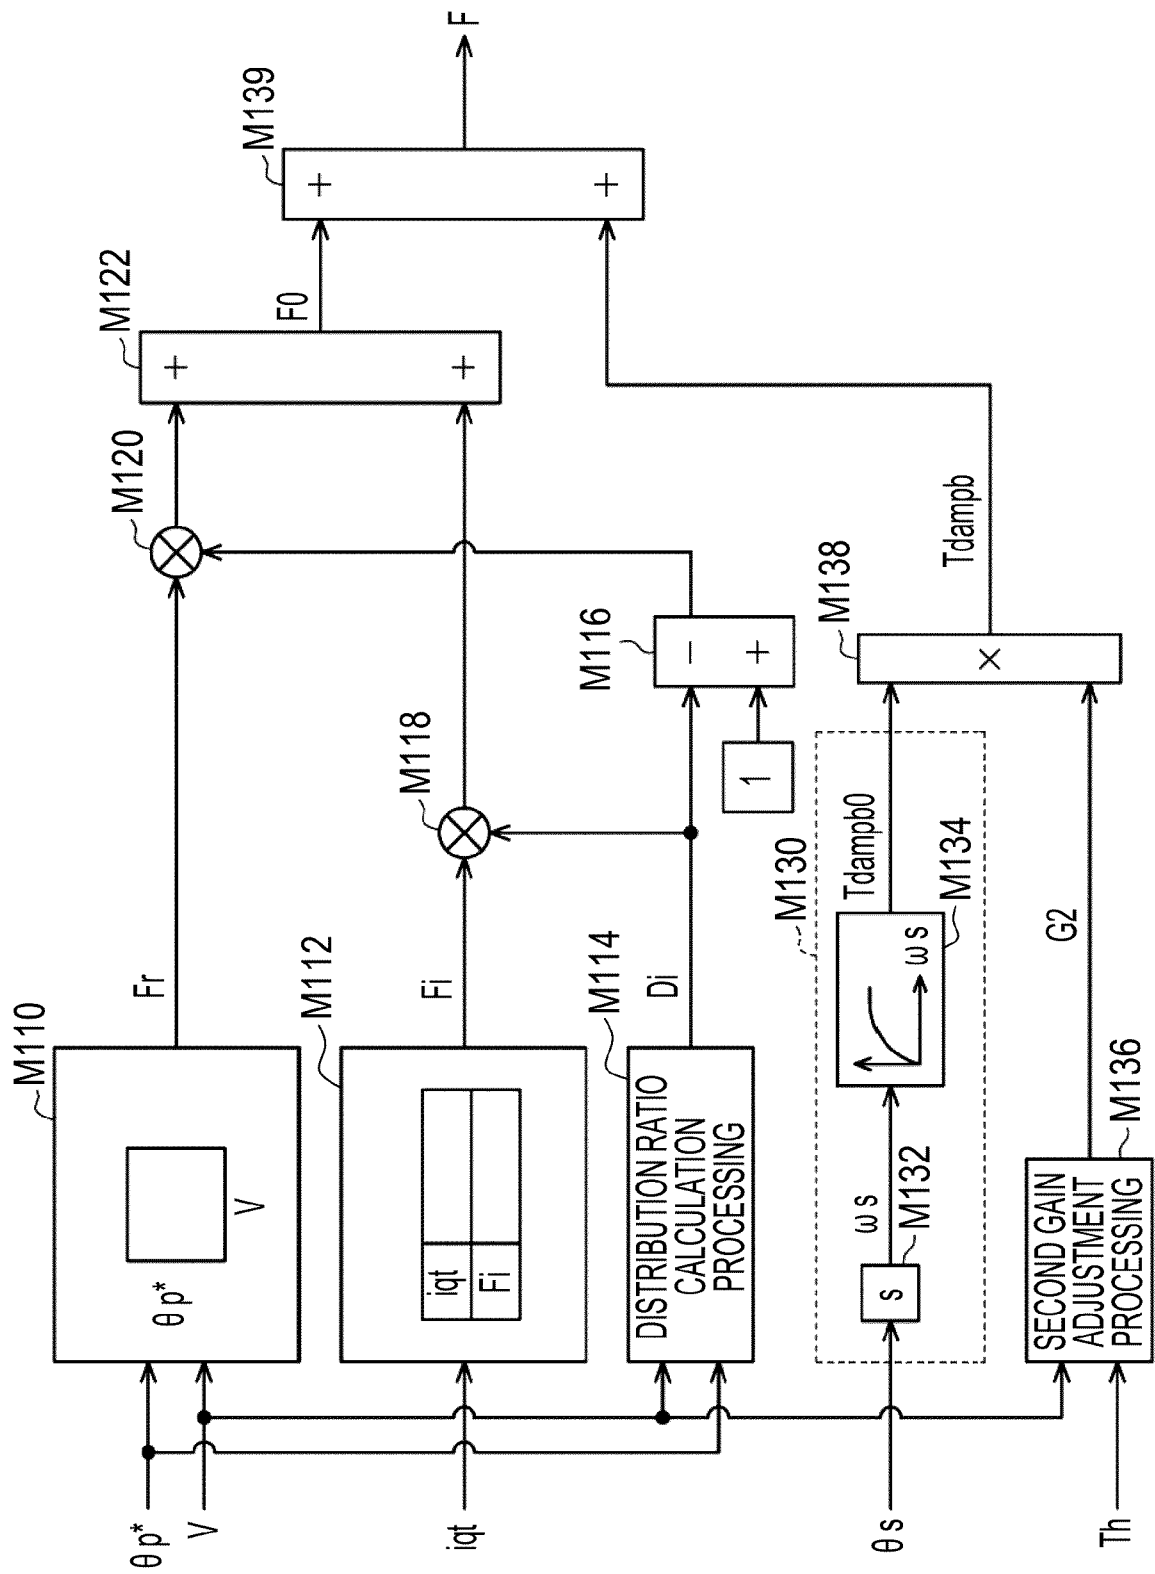 F
M139
M122
F0
+
+
+
+
M120
M118
M116
−
+
1
M138
×
Tdampb
Fr
Fi
Di
M130
Tdampb0
M134
ωs
G2
M110
θp*
V
M112
iqt
Fi
M114
DISTRIBUTION RATIO
CALCULATION
PROCESSING
ωs
M132
s
M136
SECOND GAIN
ADJUSTMENT
PROCESSING
θp*
V
iqt
θs
Th